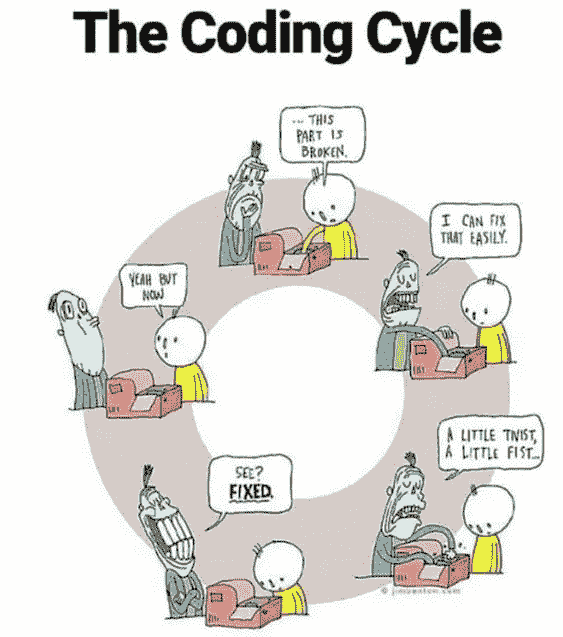 The Coding Cycle
... THIS
PART IS
BROKEN.
I CAN FIX
THAT EASILY.
A LITTLE TWIST,
A LITTLE FIST...
SEE?
FIXED.
YEAH BUT
NOW